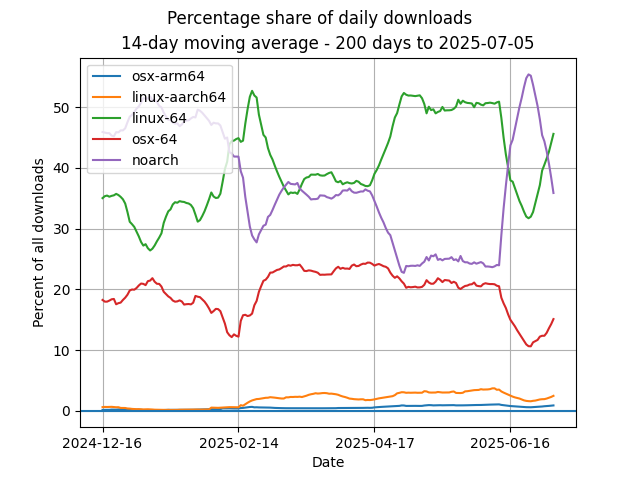 Percentage share of daily downloads
14-day moving average - 200 days to 2025-07-05
osx-arm64
linux-aarch64
linux-64
osx-64
noarch
Percent of all downloads
50
40
30
20
10
0
2024-12-16
2025-02-14
2025-04-17
2025-06-16
Date